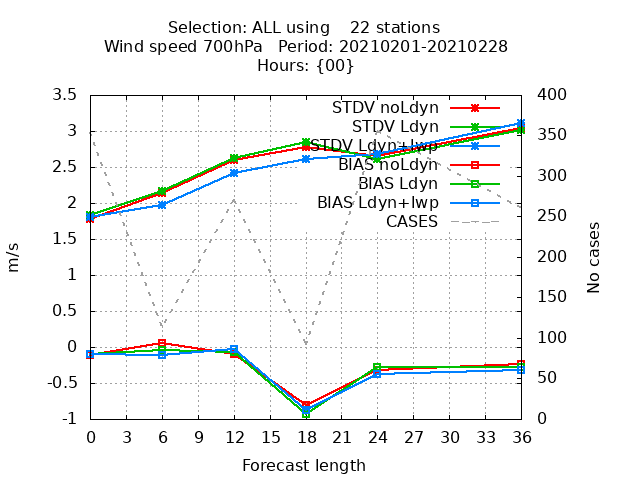 Selection: ALL using 22 stations
Wind speed 700hPa Period: 20210201-20210228
Hours: {00}
3.5
3
2.5
2
1.5
1
0.5
0
-0.5
-1
m/s
STDV noLdyn
STDV Ldyn
STDV Ldyn+lwp
BIAS noLdyn
BIAS Ldyn
BIAS Ldyn+lwp
CASES
400
350
300
250
200
150
100
50
0
No cases
0 3 6 9 12 15 18 21 24 27 30 33 36
Forecast length